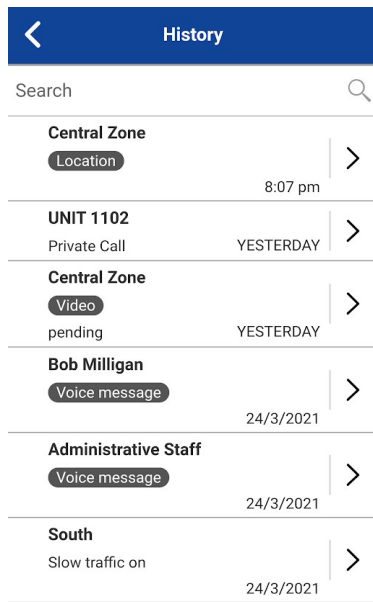 History
Search
Central Zone
Location
8:07 pm
UNIT 1102
Private Call YESTERDAY
Central Zone
Video
pending YESTERDAY
Bob Milligan
Voice message
24/3/2021
Administrative Staff
Voice message
24/3/2021
South
Slow traffic on
24/3/2021